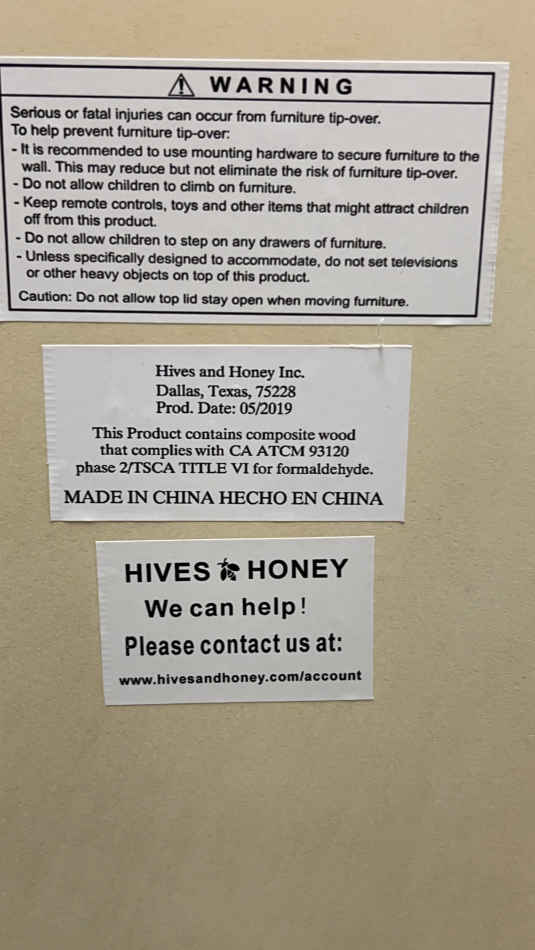 WARNING
Serious or fatal injuries can occur from furniture tip-over.
To help prevent furniture tip-over:
- It is recommended to use mounting hardware to secure furniture to the
wall. This may reduce but not eliminate the risk of furniture tip-over.
- Do not allow children to climb on furniture.
- Keep remote controls, toys and other items that might attract children
off from this product.
- Do not allow children to step on any drawers of furniture.
- Unless specifically designed to accommodate, do not set televisions
or other heavy objects on top of this product.
Caution: Do not allow top lid stay open when moving furniture.
Hives and Honey Inc.
Dallas, Texas, 75228
Prod. Date: 05/2019
This Product contains composite wood
that complies with CA ATCM 93120
phase 2/TSCA TITLE VI for formaldehyde.
MADE IN CHINA HECHO EN CHINA
HIVES HONEY
We can help!
Please contact us at:
www.hivesandhoney.com/account